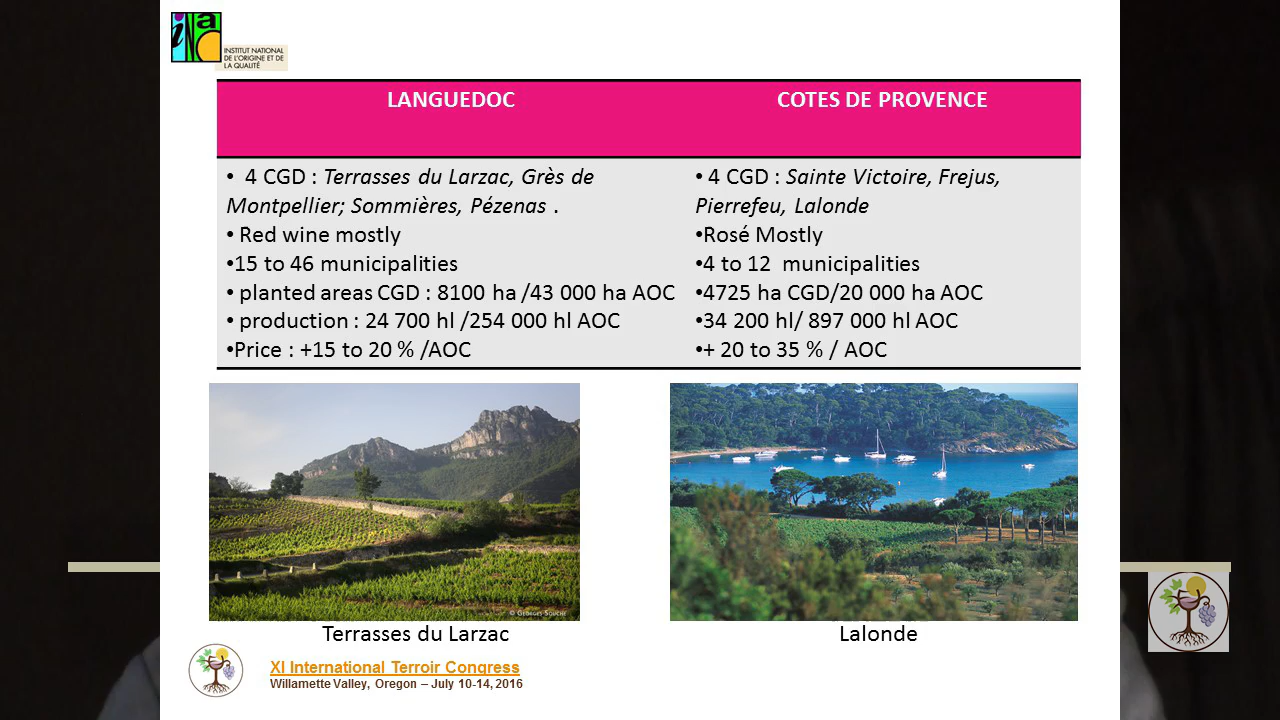 inao
INSTITUT NATIONAL
DE L'ORIGINE ET DE
LA QUALITÉ
LANGUEDOC
COTES DE PROVENCE
• 4 CGD : Terrasses du Larzac, Grès de
Montpellier; Sommières, Pézenas .
• Red wine mostly
•15 to 46 municipalities
• planted areas CGD : 8100 ha /43 000 ha AOC
• production : 24 700 hl /254 000 hl AOC
•Price : +15 to 20 % /AOC
• 4 CGD : Sainte Victoire, Frejus,
Pierrefeu, Lalonde
•Rosé Mostly
•4 to 12 municipalities
•4725 ha CGD/20 000 ha AOC
•34 200 hl/ 897 000 hl AOC
•+ 20 to 35 % / AOC
© GEORGES SOUCHE
Terrasses du Larzac
Lalonde
XI International Terroir Congress
Willamette Valley, Oregon – July 10-14, 2016